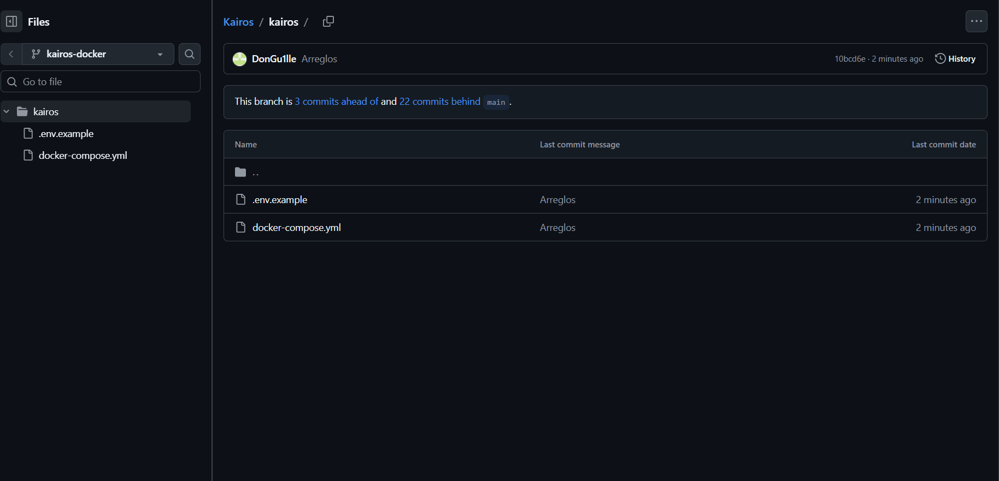 Files
kairos-docker
Go to file
kairos
.env.example
docker-compose.yml
Kairos / kairos /
DonGu1lle Arreglos 10bcd6e · 2 minutes ago History
This branch is 3 commits ahead of and 22 commits behind main .
Name Last commit message Last commit date
..
.env.example Arreglos 2 minutes ago
docker-compose.yml Arreglos 2 minutes ago